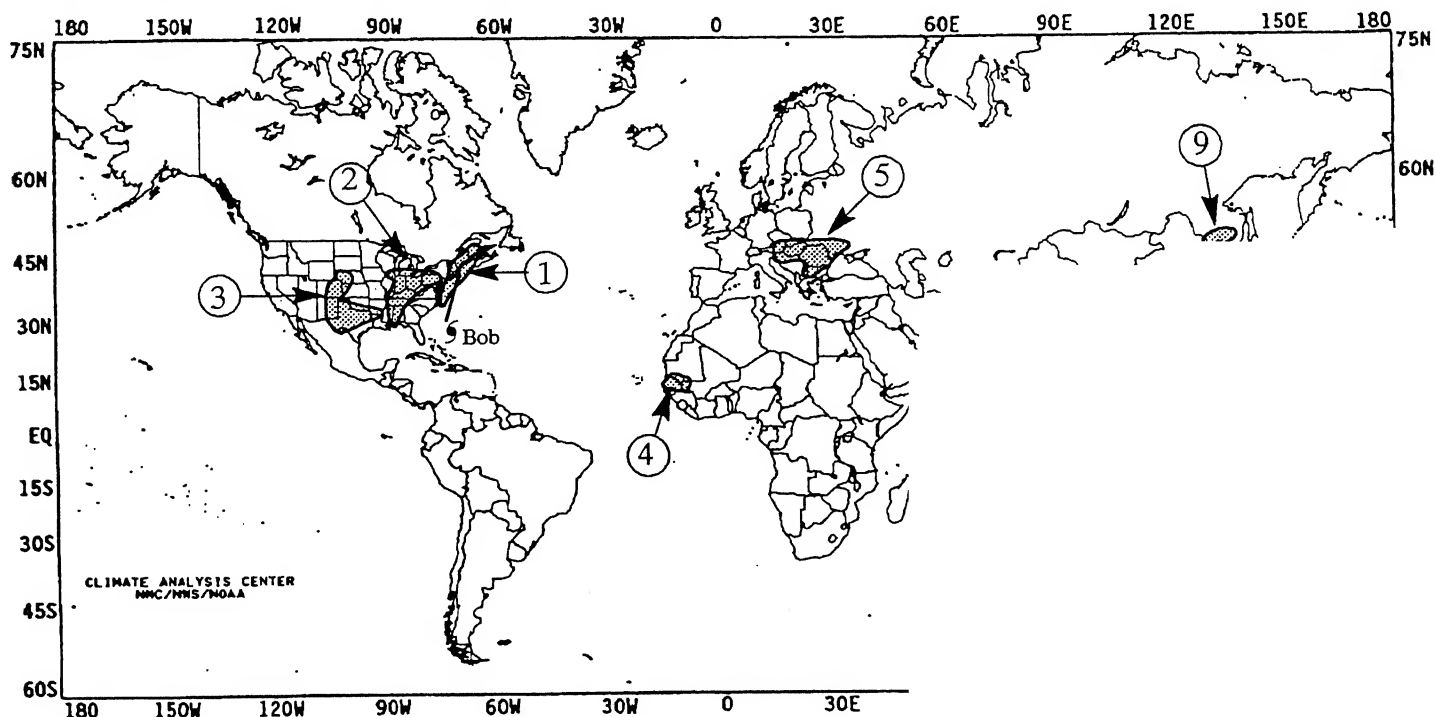 180 150W 120W 90W 60W 30W 0 30E 60E 90E 120E 150E 180
75N 75N
9
2
5
60N 60N
45N
1
3
30N
Bob
15N
EQ
4
15S
30S
CLIMATE ANALYSIS CENTER
NMC/NWS/NOAA
45S
60S
180 150W 120W 90W 60W 30W 0 30E